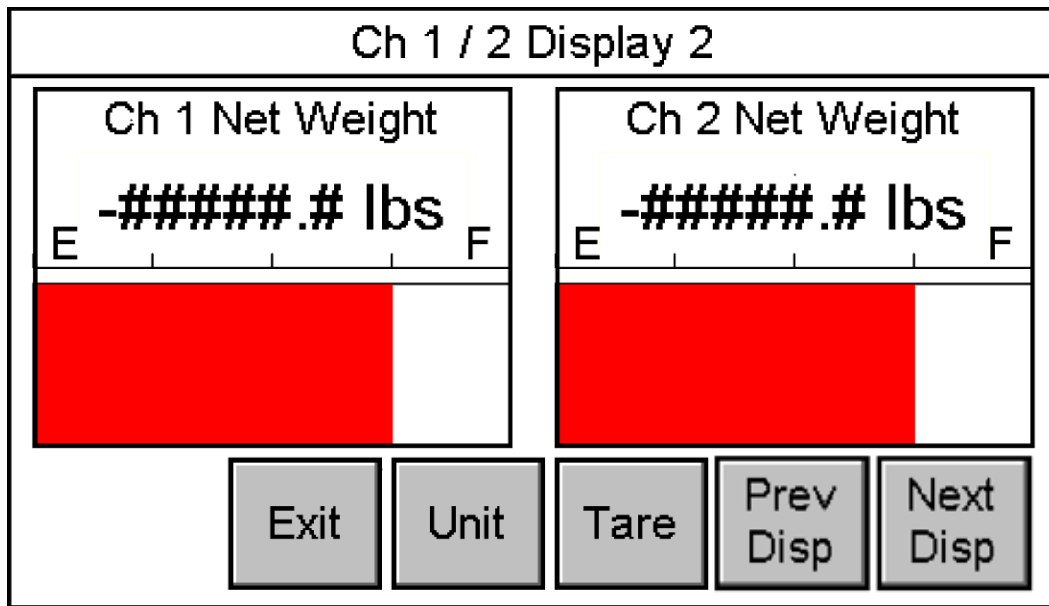 Ch 1 / 2 Display 2
Ch 1 Net Weight
-#####.# lbs
E F
Ch 2 Net Weight
-#####.# lbs
E F
Exit
Unit
Tare
Prev
Disp
Next
Disp